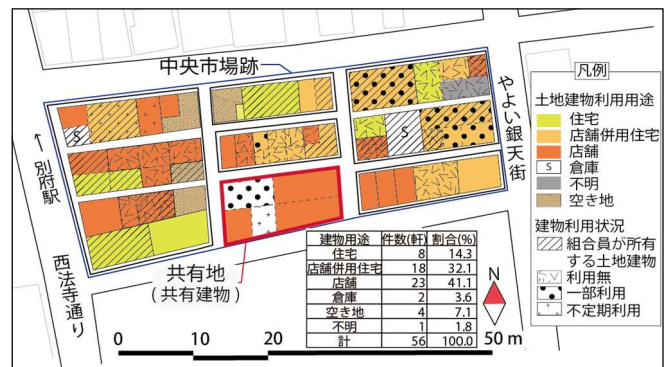 中央市場跡
やよい銀天街
← 別府駅
西法寺通り
共有地
(共有建物)
S
S
建物用途 件数(軒) 割合(%)
住宅 8 14.3
店舗併用住宅 18 32.1
店舗 23 41.1
倉庫 2 3.6
空き地 4 7.1
不明 1 1.8
計 56 100.0
N
0 10 20 50 m
凡例
土地建物利用用途
住宅
店舗併用住宅
店舗
S 倉庫
不明
空き地
建物利用状況
組合員が所有
する土地建物
利用無
一部利用
不定期利用